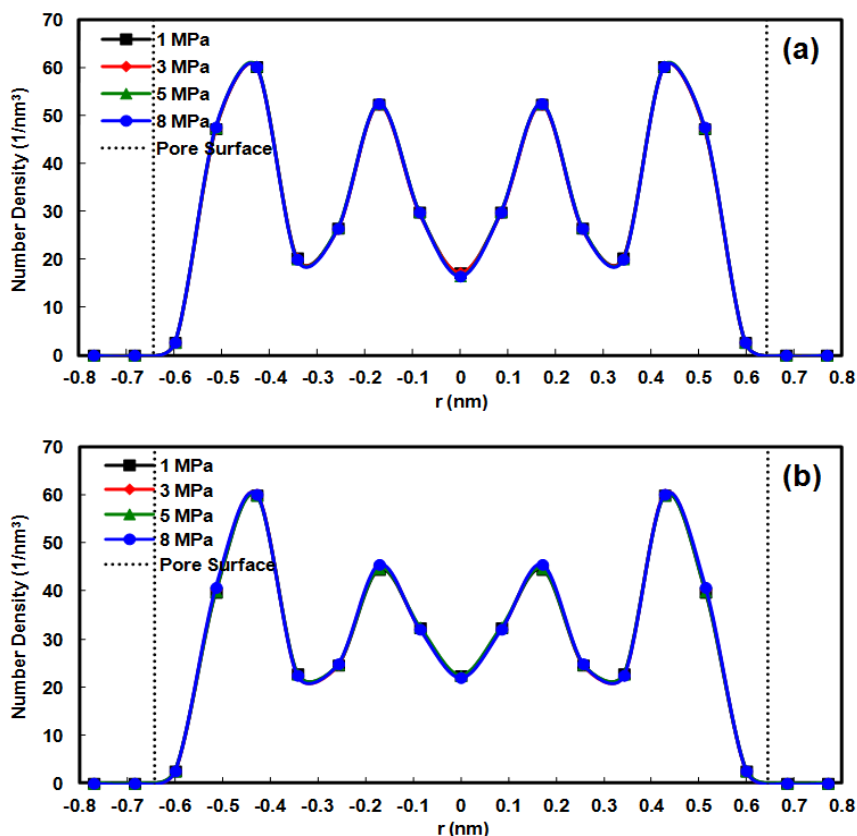 70
60
50
40
30
20
10
0
Number Density (1/nm³)
1 MPa
3 MPa
5 MPa
8 MPa
Pore Surface
(a)
-0.8 -0.7 -0.6 -0.5 -0.4 -0.3 -0.2 -0.1 0 0.1 0.2 0.3 0.4 0.5 0.6 0.7 0.8
r (nm)
70
60
50
40
30
20
10
0
Number Density (1/nm³)
1 MPa
3 MPa
5 MPa
8 MPa
Pore Surface
(b)
-0.8 -0.7 -0.6 -0.5 -0.4 -0.3 -0.2 -0.1 0 0.1 0.2 0.3 0.4 0.5 0.6 0.7 0.8
r (nm)